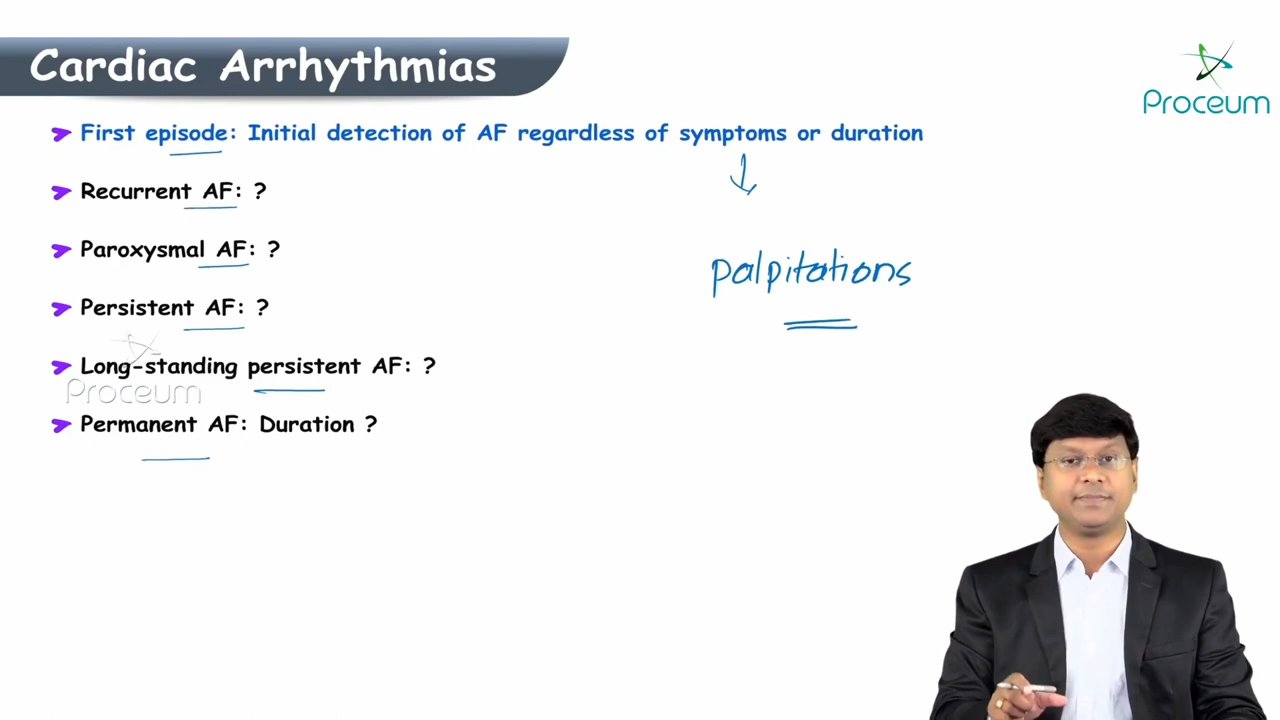 Cardiac Arrhythmias
Proceum
➤ First episode: Initial detection of AF regardless of symptoms or duration
➤ Recurrent AF: ?
➤ Paroxysmal AF: ?
palpitations
➤ Persistent AF: ?
➤ Long-standing persistent AF: ?
Proceum
➤ Permanent AF: Duration ?